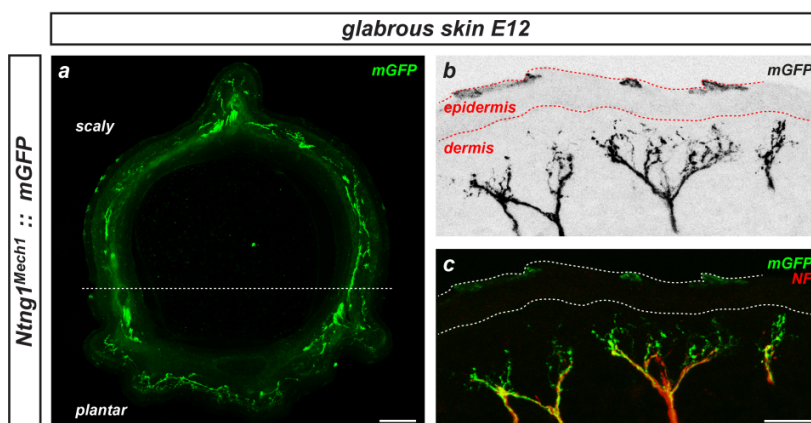 glabrous skin E12
Ntng1Mech1 :: mGFP
a
mGFP
scaly
plantar
b
mGFP
epidermis
dermis
c
mGFP
NF